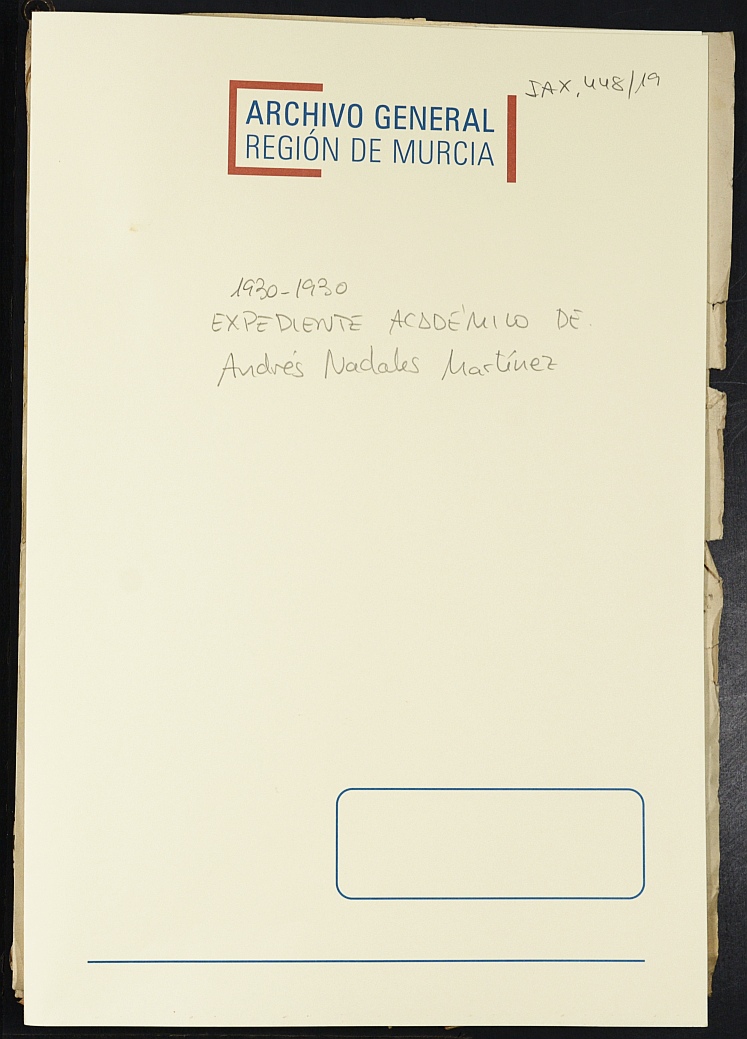 JAX,448/19
ARCHIVO GENERAL
REGIÓN DE MURCIA
1930-1930
EXPEDIENTE ACADÉMICO DE
Andrés Nadales Martínez